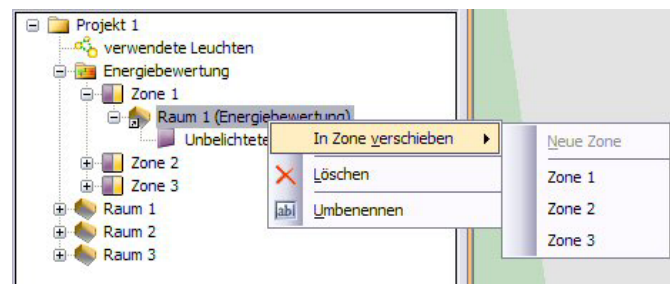 Projekt 1
verwendete Leuchten
Energiebewertung
Zone 1
Raum 1 (Energiebewertung)
Unbelichtete
In Zone verschieben
Neue Zone
Zone 2
Löschen
Zone 1
Zone 3
Raum 1
Umbenennen
Zone 2
Raum 2
Zone 3
Raum 3